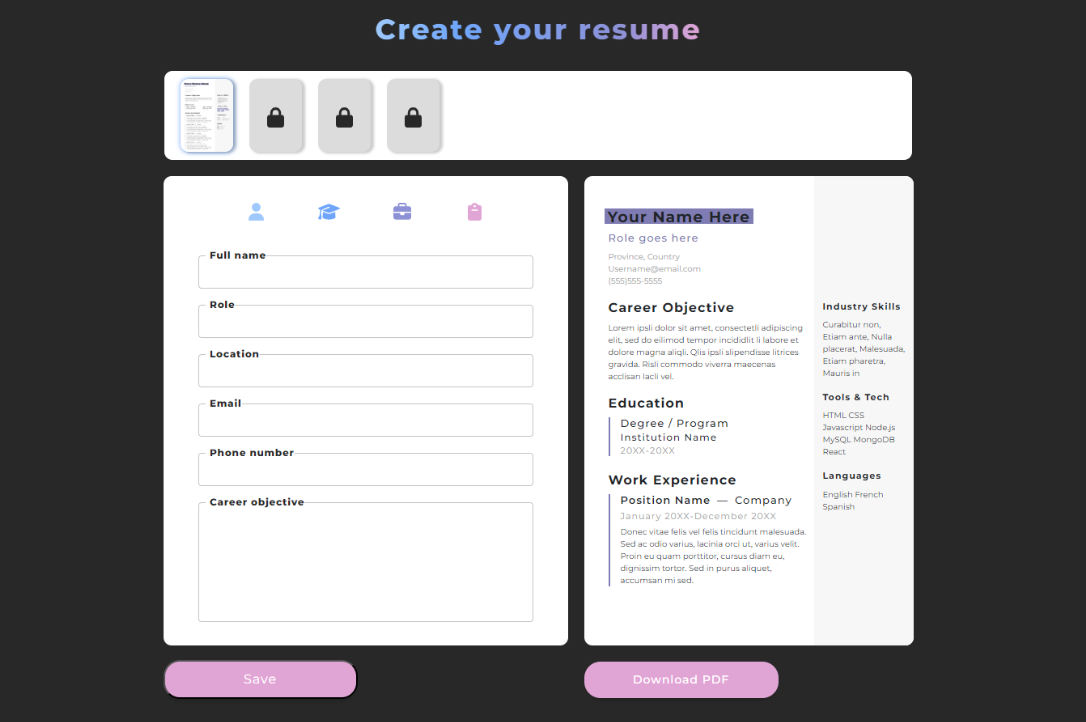 Create your resume
Full name
Role
Location
Email
Phone number
Career objective
Save
Your Name Here
Role goes here
Province, Country
Username@email.com
(555)555-5555
Career Objective
Lorem ipsli dolor sit amet, consectetli adipiscing
elit, sed do eilimod tempor incididlit li labore et
dolore magna aliqli. Qlis ipsli slipendisse litrices
gravida. Risli commodo viverra maecenas
acclisan lacli vel.
Education
Degree / Program
Institution Name
20XX-20XX
Work Experience
Position Name — Company
January 20XX-December 20XX
Donec vitae felis vel felis tincidunt malesuada.
Sed ac odio varius, lacinia orci ut, varius velit.
Proin eu quam porttitor, cursus diam eu,
dignissim tortor. Sed in purus aliquet,
accumsan mi sed.
Industry Skills
Curabitur non,
Etiam ante, Nulla
placerat, Malesuada,
Etiam pharetra,
Mauris in
Tools & Tech
HTML CSS
Javascript Node.js
MySQL MongoDB
React
Languages
English French
Spanish
Download PDF